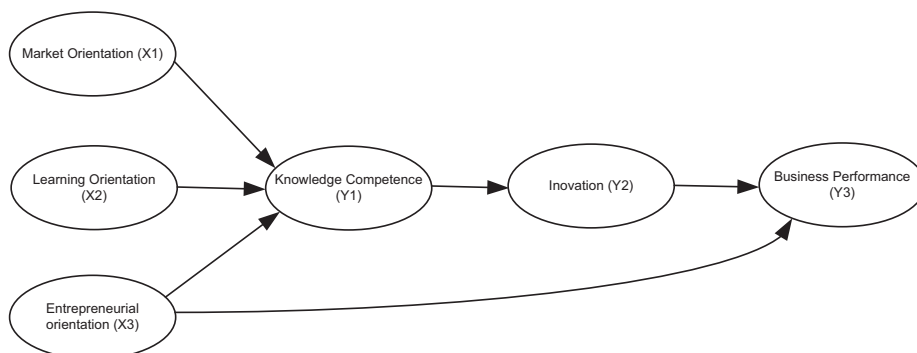 Market Orientation (X1)
Learning Orientation
(X2)
Knowledge Competence
(Y1)
Inovation (Y2)
Business Performance
(Y3)
Entrepreneurial
orientation (X3)